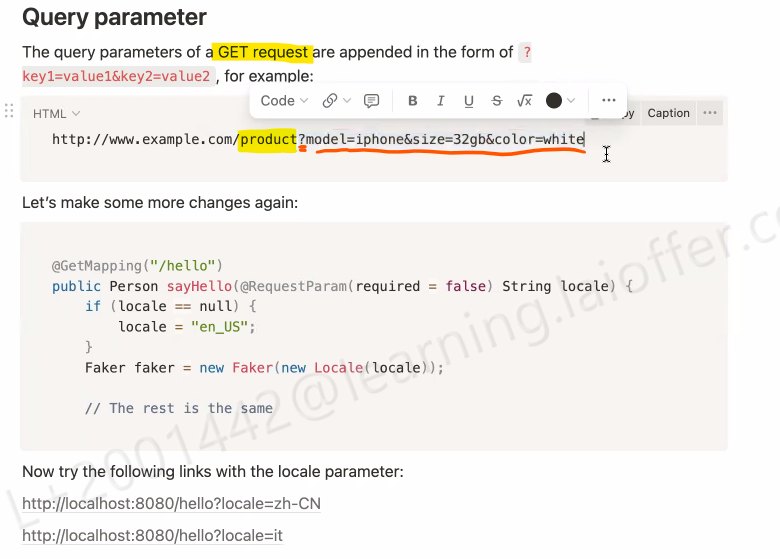 Query parameter
The query parameters of a GET request are appended in the form of ?
key1=value1&key2=value2 , for example:
Code B I U S √x ...
HTML py Caption ...
http://www.example.com/product?model=iphone&size=32gb&color=white
Let's make some more changes again:
@GetMapping("/hello")
public Person sayHello(@RequestParam(required = false) String locale) {
if (locale == null) {
locale = "en_US";
}
Faker faker = new Faker(new Locale(locale));
// The rest is the same
Now try the following links with the locale parameter:
http://localhost:8080/hello?locale=zh-CN
http://localhost:8080/hello?locale=it
L+2001442@learning.laioffer.co